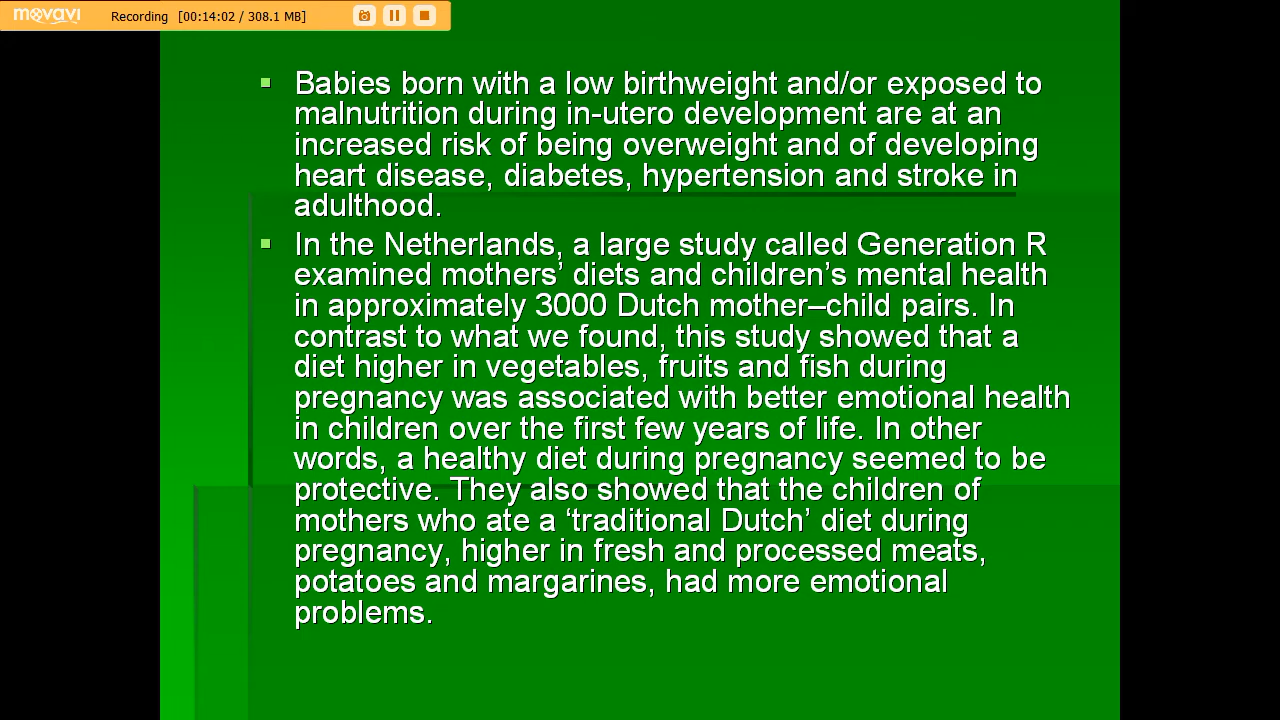 movavi
Recording [00:14:02 / 308.1 MB]
Babies born with a low birthweight and/or exposed to
malnutrition during in-utero development are at an
increased risk of being overweight and of developing
heart disease, diabetes, hypertension and stroke in
adulthood.
In the Netherlands, a large study called Generation R
examined mothers’ diets and children’s mental health
in approximately 3000 Dutch mother–child pairs. In
contrast to what we found, this study showed that a
diet higher in vegetables, fruits and fish during
pregnancy was associated with better emotional health
in children over the first few years of life. In other
words, a healthy diet during pregnancy seemed to be
protective. They also showed that the children of
mothers who ate a ‘traditional Dutch’ diet during
pregnancy, higher in fresh and processed meats,
potatoes and margarines, had more emotional
problems.